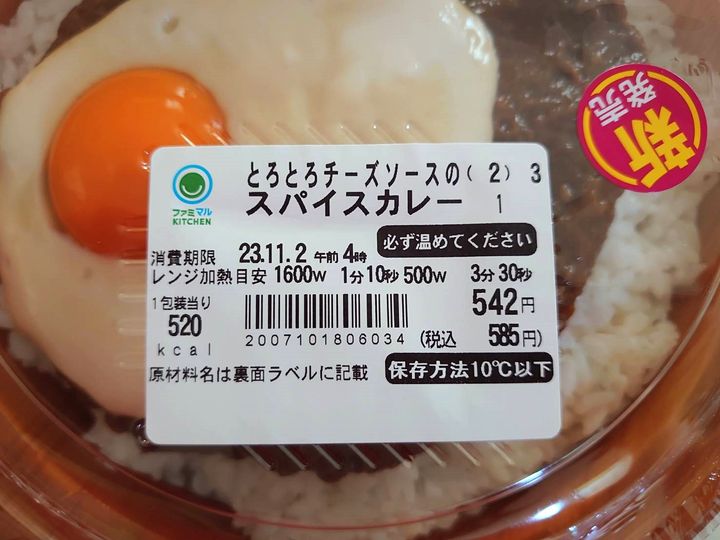 ファミマル
KITCHEN
とろとろチーズソースの(2)3
スパイスカレー 1
必ず温めてください
消費期限 23.11.2 午前4時
レンジ加熱目安 1600W 1分10秒 500W 3分30秒
1包装当り
520
kcal
542円
2007101806034
(税込 585円)
原材料名は裏面ラベルに記載
保存方法10℃以下
新発売